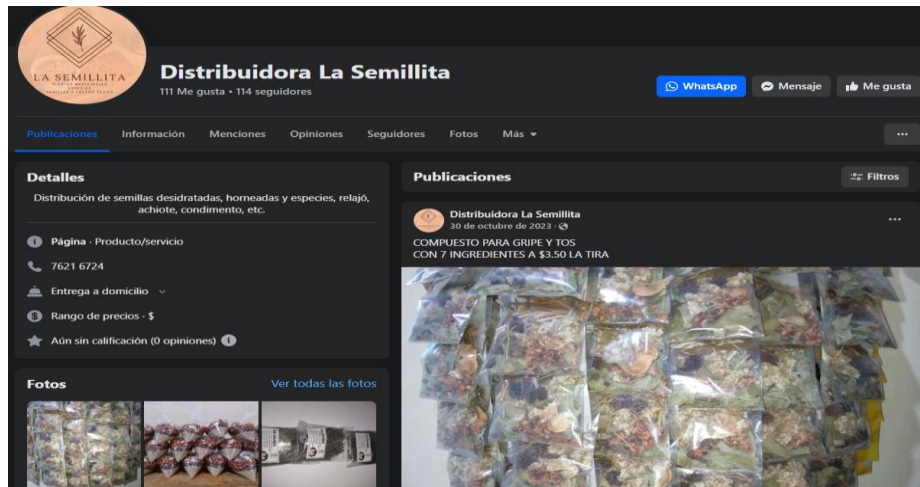 LA SEMILLITA
PLANTAS MEDICINALES
ESPECIES
Distribuidora La Semillita
111 Me gusta • 114 seguidores
WhatsApp
Mensaje
Me gusta
Publicaciones
Información
Menciones
Opiniones
Seguidores
Fotos
Más
Detalles
Distribución de semillas desidratadas, horneadas y especies, relajó,
achiote, condimento, etc.
Página · Producto/servicio
7621 6724
Entrega a domicilio
Rango de precios · $
Aún sin calificación (0 opiniones)
Fotos
Ver todas las fotos
Publicaciones
Filtros
Distribuidora La Semillita
30 de octubre de 2023 ·
COMPUESTO PARA GRIPE Y TOS
CON 7 INGREDIENTES A $3.50 LA TIRA